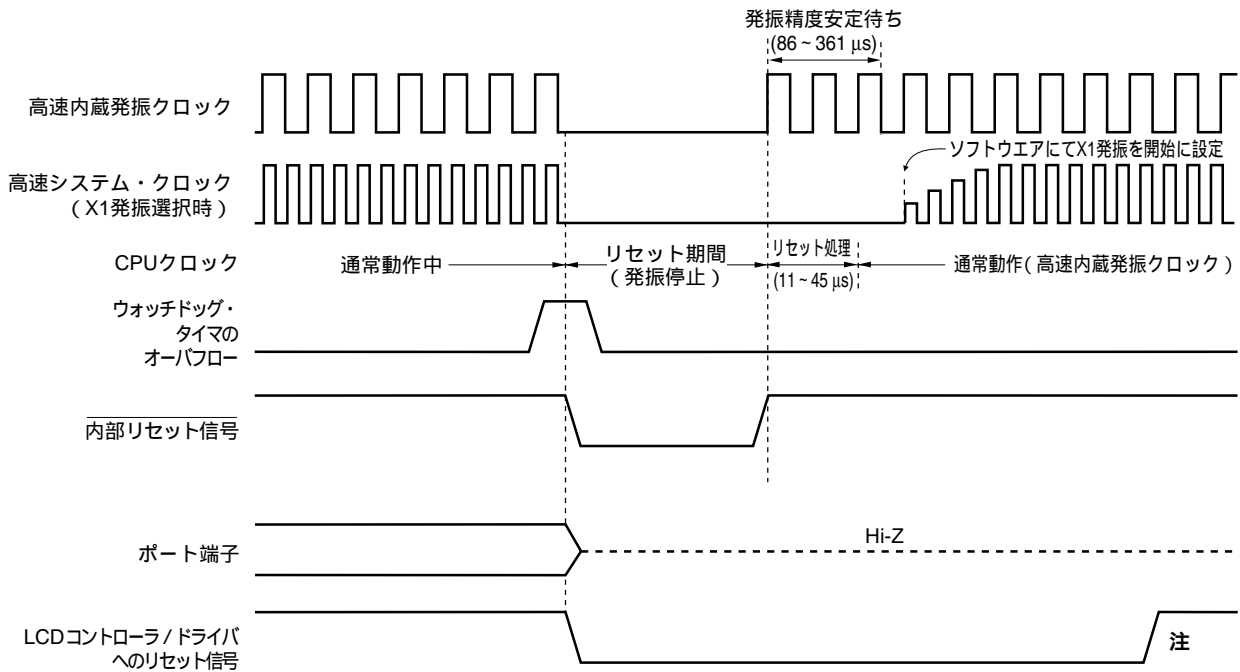 発振精度安定待ち
(86 ~ 361 μs)
高速内蔵発振クロック
ソフトウエアにてX1発振を開始に設定
高速システム・クロック
(X1発振選択時)
CPUクロック
通常動作中
リセット期間
(発振停止)
リセット処理
(11 ~ 45 μs)
通常動作(高速内蔵発振クロック)
ウォッチドッグ・
タイマの
オーバフロー
内部リセット信号
ポート端子
Hi-Z
LCDコントローラ/ドライバ
へのリセット信号
注